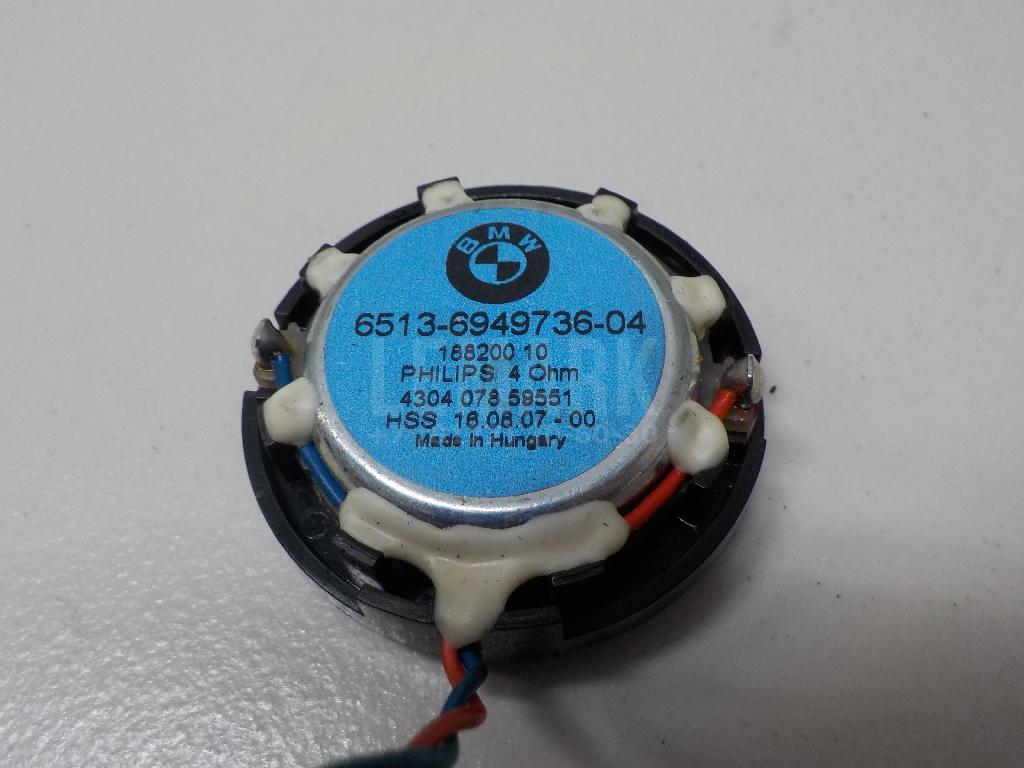 BMW
6513-6949736-04
188200 10
PHILIPS 4 Ohm
4304 078 59551
HSS 16.08.07 - 00
Made in Hungary